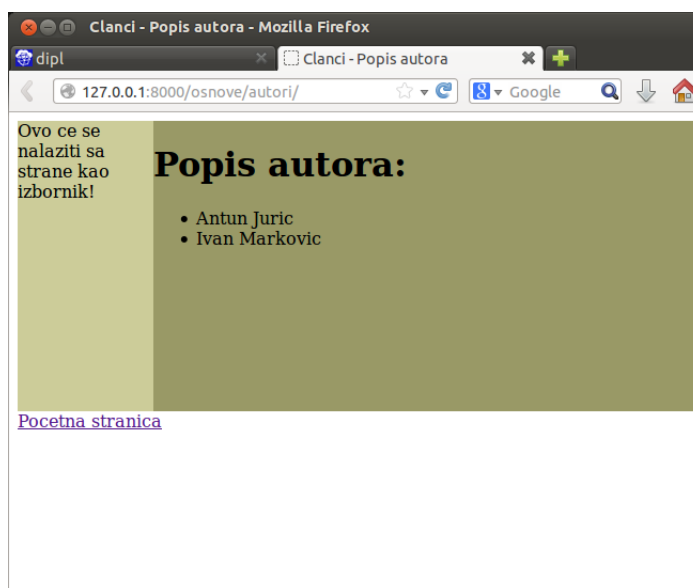 Clanci - Popis autora - Mozilla Firefox
dipl
Clanci - Popis autora
127.0.0.1:8000/osnove/autori/
8
Google
Ovo ce se
nalaziti sa
strane kao
izbornik!
Popis autora:
Antun Juric
Ivan Markovic
Pocetna stranica